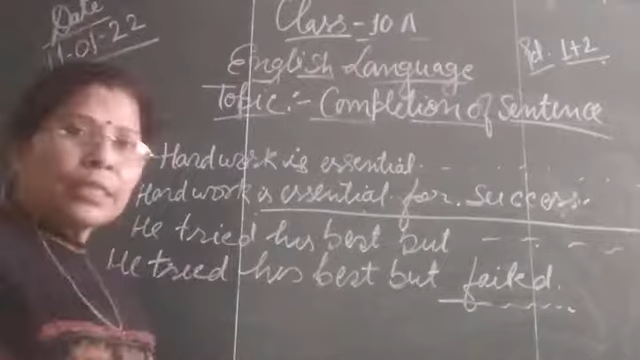 Date
11-01-22
Class - 10 A
Pd. 1+2
English Language
Topic :- Completion of Sentence
Hardwork is essential - - - - -
Hardwork is essential for success.
He tried his best but - - - - -
He tried his best but failed.